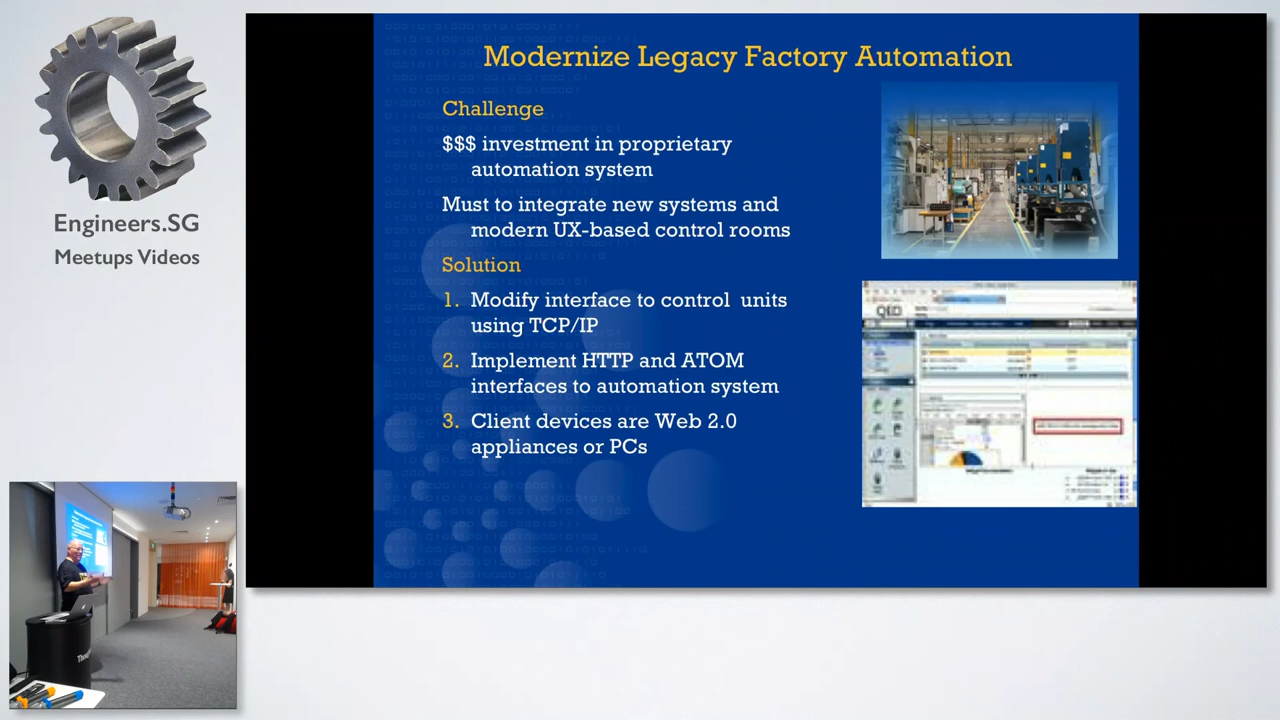 Engineers.SG
Meetups Videos
Modernize Legacy Factory Automation
Challenge
$$$ investment in proprietary
automation system
Must to integrate new systems and
modern UX-based control rooms
Solution
1. Modify interface to control units
using TCP/IP
2. Implement HTTP and ATOM
interfaces to automation system
3. Client devices are Web 2.0
appliances or PCs
QED